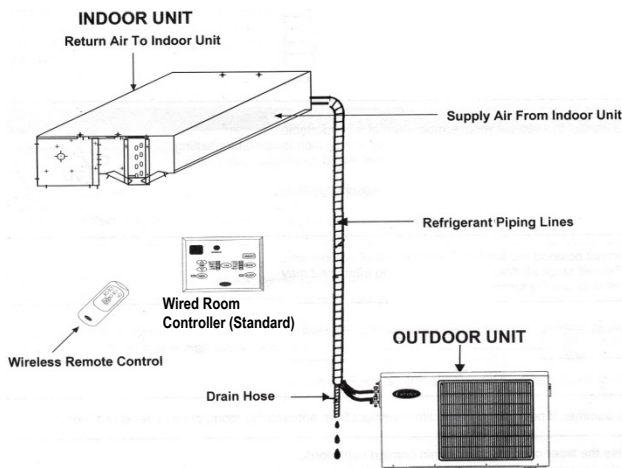 INDOOR UNIT
Return Air To Indoor Unit
Supply Air From Indoor Unit
Refrigerant Piping Lines
Wired Room
Controller (Standard)
Wireless Remote Control
OUTDOOR UNIT
Drain Hose